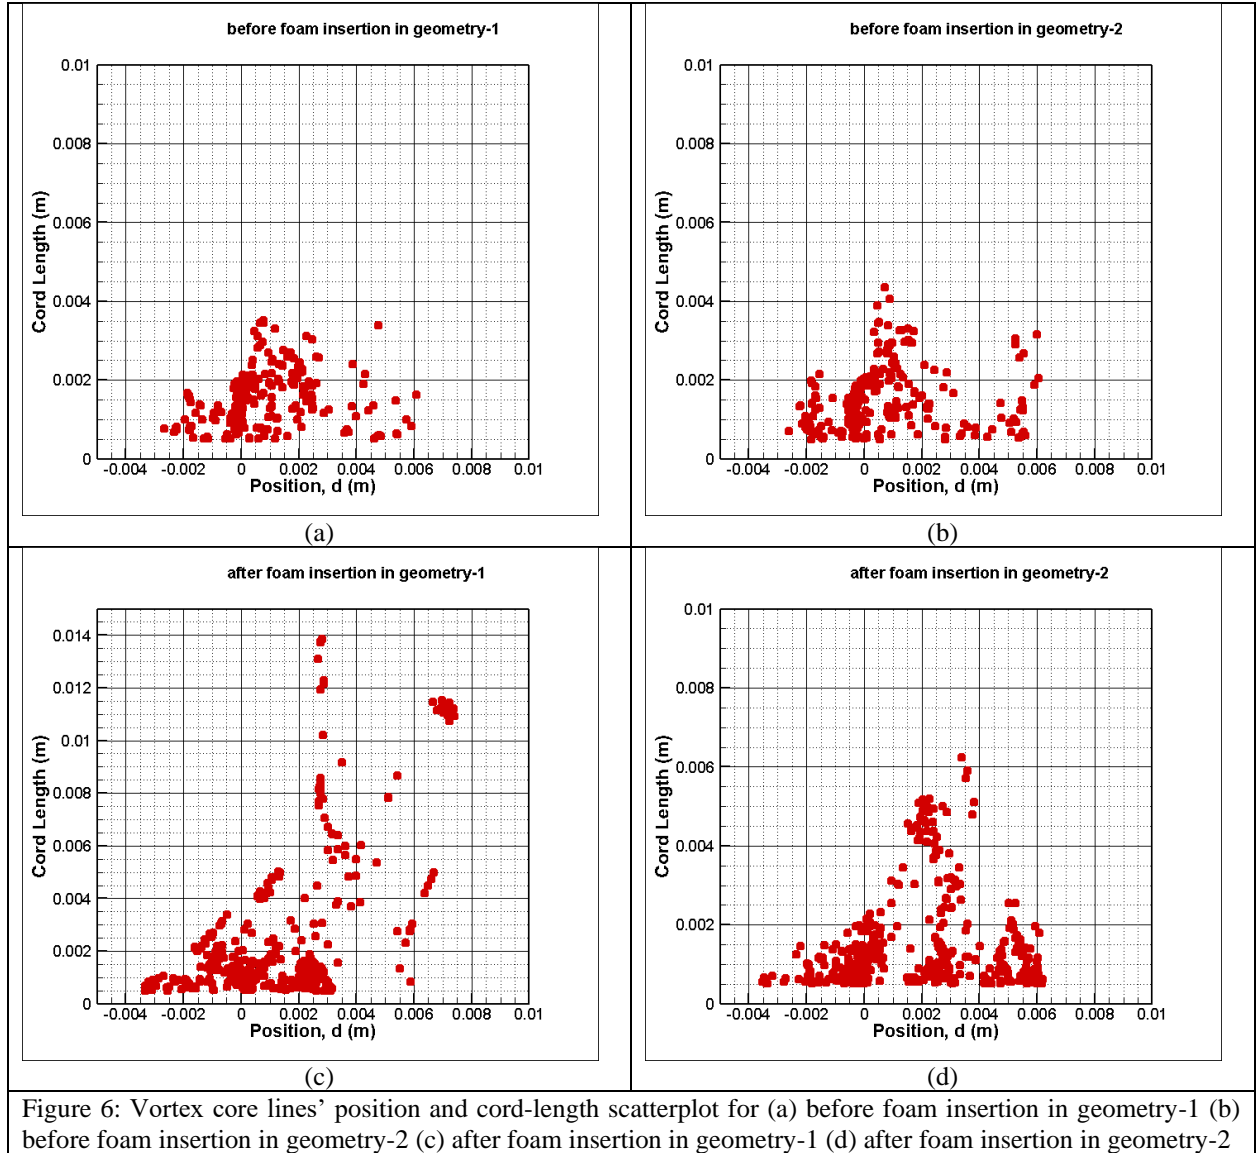 before foam insertion in geometry-1
0.01
0.008
0.006
0.004
0.002
0
Cord Length (m)
-0.004 -0.002 0 0.002 0.004 0.006 0.008 0.01
Position, d (m)
(a)
before foam insertion in geometry-2
0.01
0.008
0.006
0.004
0.002
0
Cord Length (m)
-0.004 -0.002 0 0.002 0.004 0.006 0.008 0.01
Position, d (m)
(b)
after foam insertion in geometry-1
0.014
0.012
0.01
0.008
0.006
0.004
0.002
0
Cord Length (m)
-0.004 -0.002 0 0.002 0.004 0.006 0.008 0.01
Position, d (m)
(c)
after foam insertion in geometry-2
0.01
0.008
0.006
0.004
0.002
0
Cord Length (m)
-0.004 -0.002 0 0.002 0.004 0.006 0.008 0.01
Position, d (m)
(d)
Figure 6: Vortex core lines’ position and cord-length scatterplot for (a) before foam insertion in geometry-1 (b)
before foam insertion in geometry-2 (c) after foam insertion in geometry-1 (d) after foam insertion in geometry-2